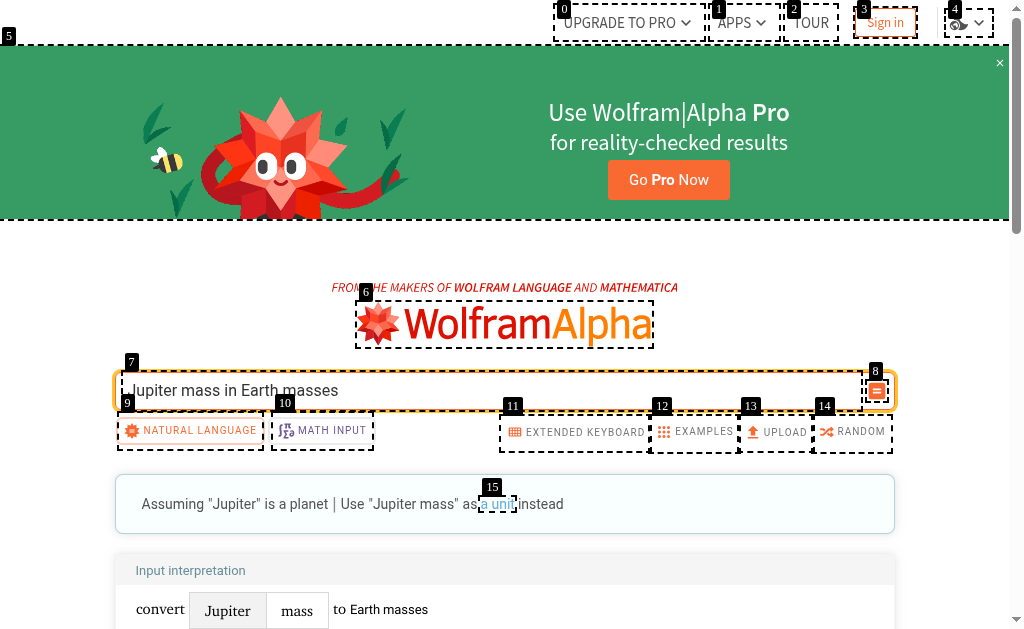 UPGRADE TO PRO
APPS
TOUR
Sign in
0
1
2
3
4
5
×
Use Wolfram|Alpha Pro
for reality-checked results
Go Pro Now
FROM THE MAKERS OF WOLFRAM LANGUAGE AND MATHEMATICA
6
WolframAlpha
7
8
Jupiter mass in Earth masses
=
9
10
11
12
13
14
NATURAL LANGUAGE
MATH INPUT
EXTENDED KEYBOARD
EXAMPLES
UPLOAD
RANDOM
15
Assuming "Jupiter" is a planet | Use "Jupiter mass" as a unit instead
Input interpretation
convert Jupiter mass to Earth masses